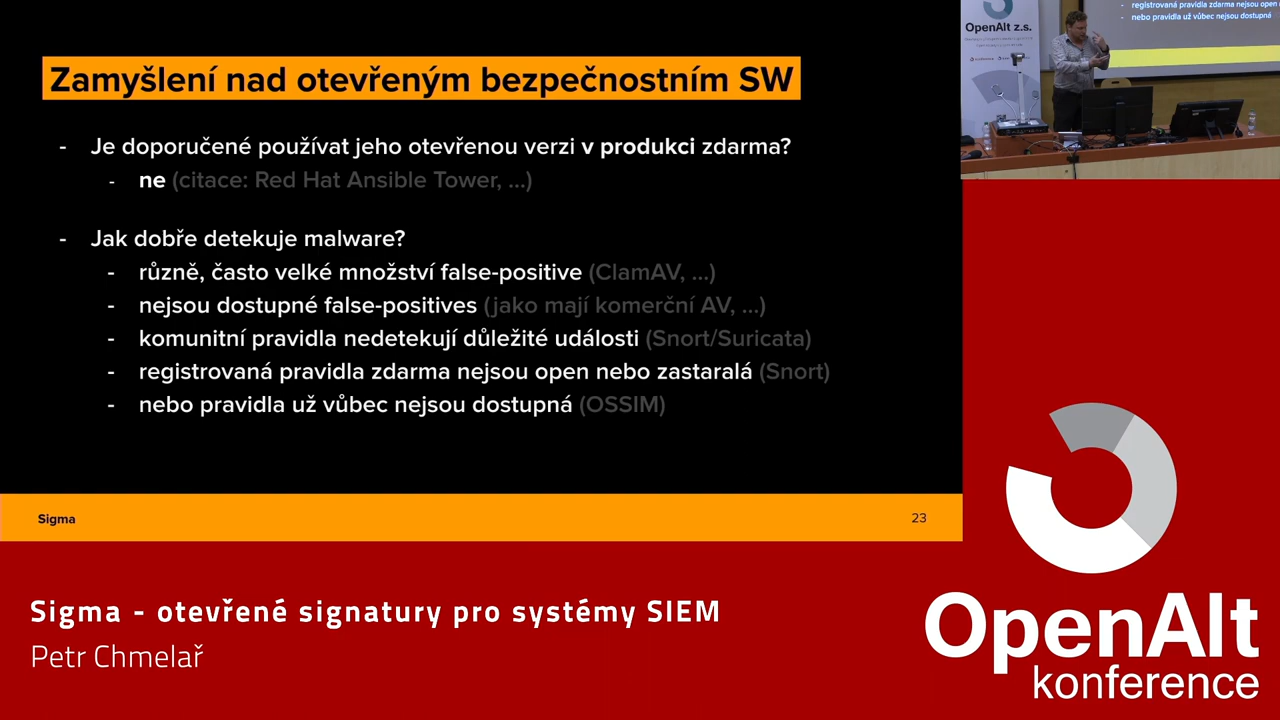 Zamyšlení nad otevřeným bezpečnostním SW
- Je doporučené používat jeho otevřenou verzi v produkci zdarma?
- ne (citace: Red Hat Ansible Tower, ...)
- Jak dobře detekuje malware?
- různě, často velké množství false-positive (ClamAV, ...)
- nejsou dostupné false-positives (jako mají komerční AV, ...)
- komunitní pravidla nedetekují důležité události (Snort/Suricata)
- registrovaná pravidla zdarma nejsou open nebo zastaralá (Snort)
- nebo pravidla už vůbec nejsou dostupná (OSSIM)
Sigma
23
OpenAlt z.s.
- registrovaná pravidla zdarma nejsou open
- nebo pravidla už vůbec nejsou dostupná
Sigma - otevřené signatury pro systémy SIEM
Petr Chmelař
OpenAlt
konference